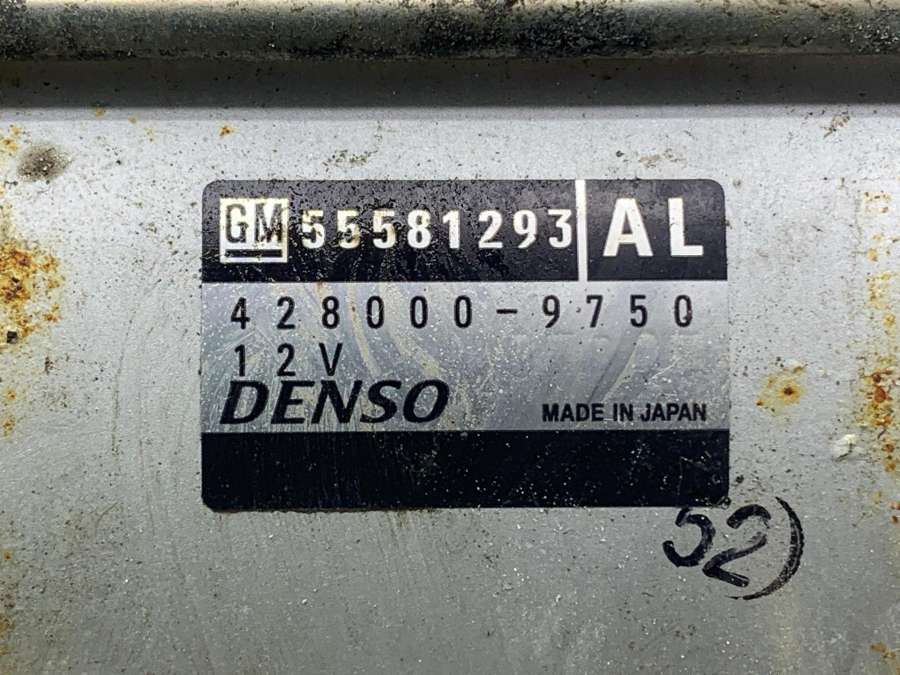 GM 55581293 AL
428000-9750
12V
DENSO MADE IN JAPAN
52